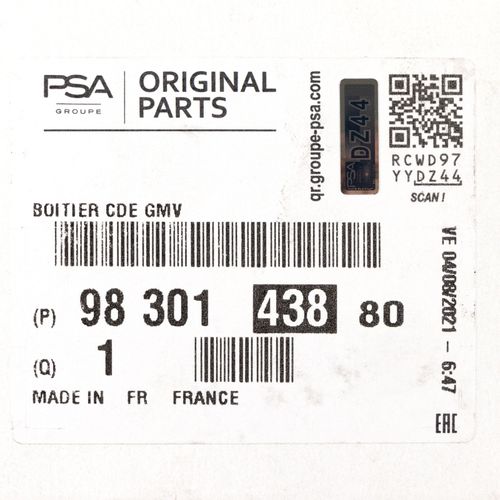 PSA
GROUPE
ORIGINAL
PARTS
qr.groupe-psa.com
PSA DZ44
RCWD97
YYDZ44
SCAN !
BOITIER CDE GMV
(P) 98 301 438 80
(Q) 1
MADE IN FR FRANCE
VE 04/08/2021 - 6:47
EAC